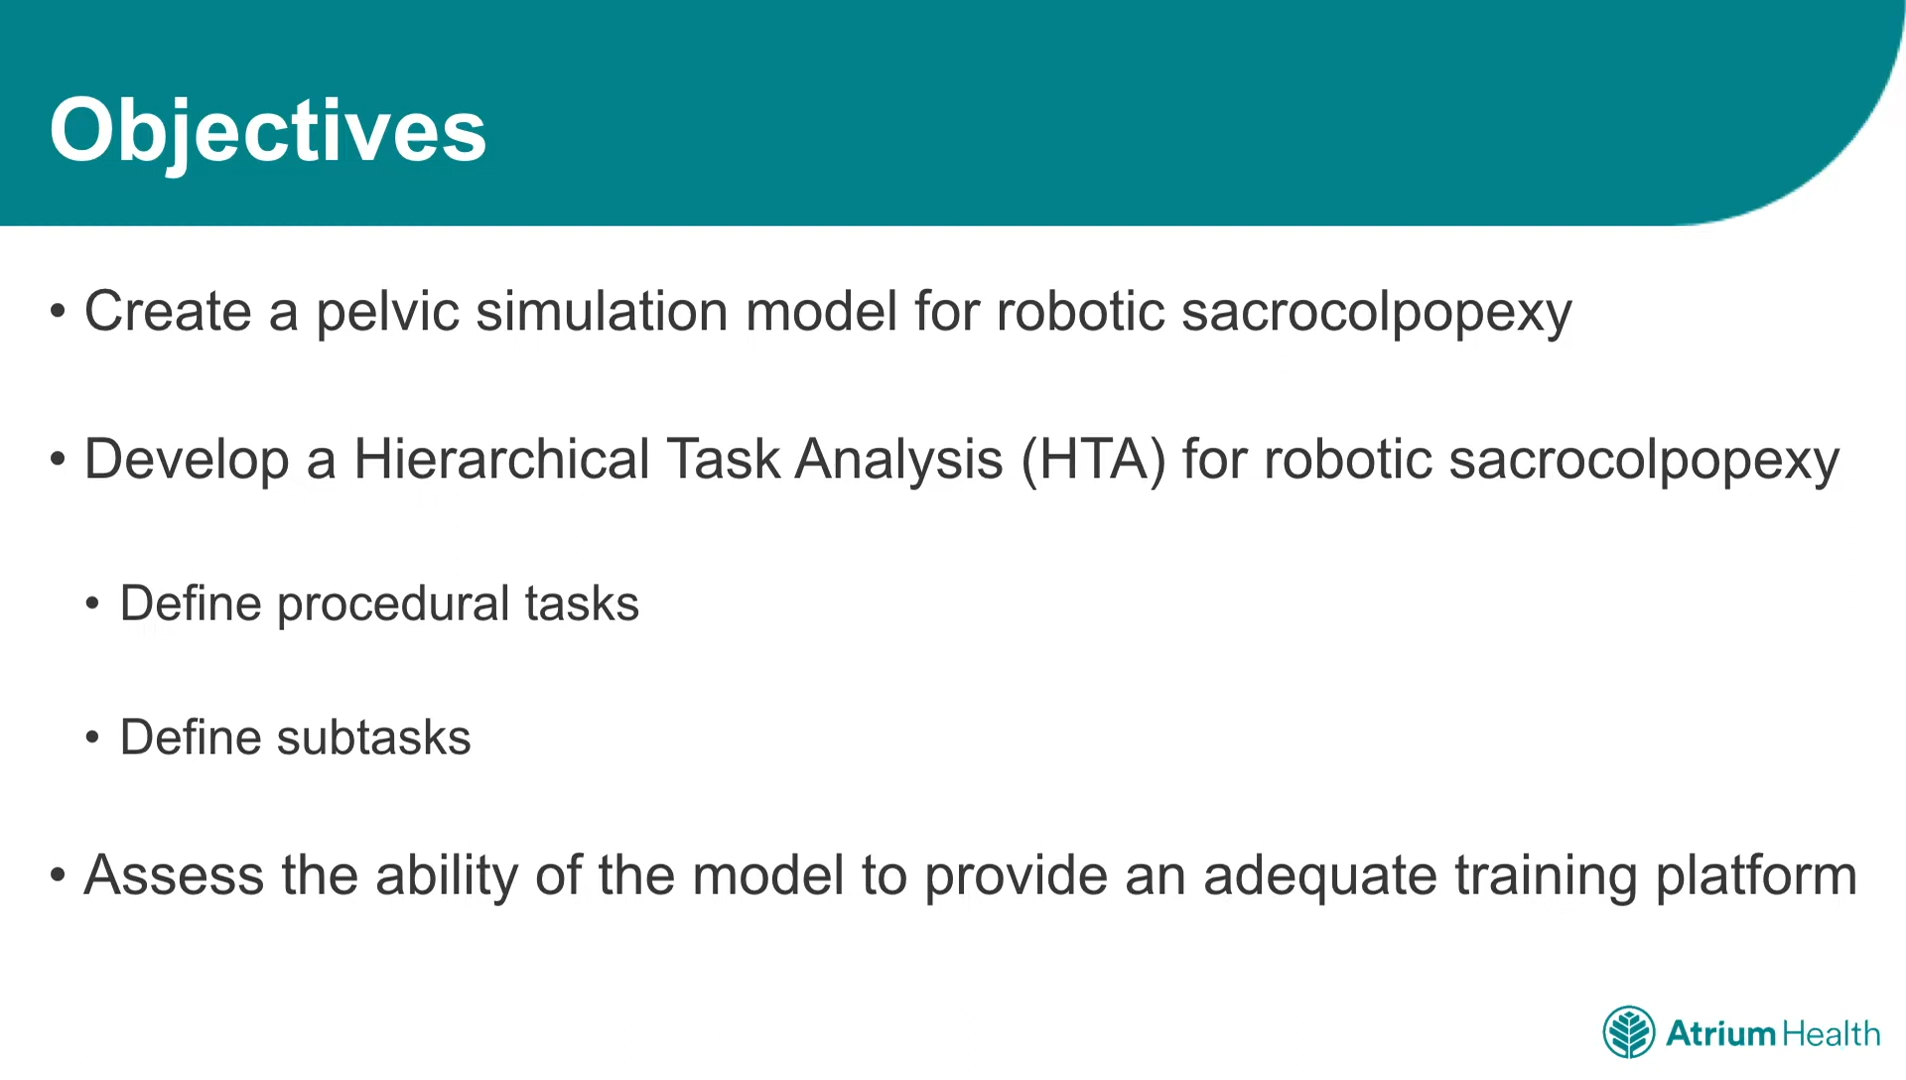 Objectives
• Create a pelvic simulation model for robotic sacrocolpopexy
• Develop a Hierarchical Task Analysis (HTA) for robotic sacrocolpopexy
• Define procedural tasks
• Define subtasks
• Assess the ability of the model to provide an adequate training platform
Atrium Health